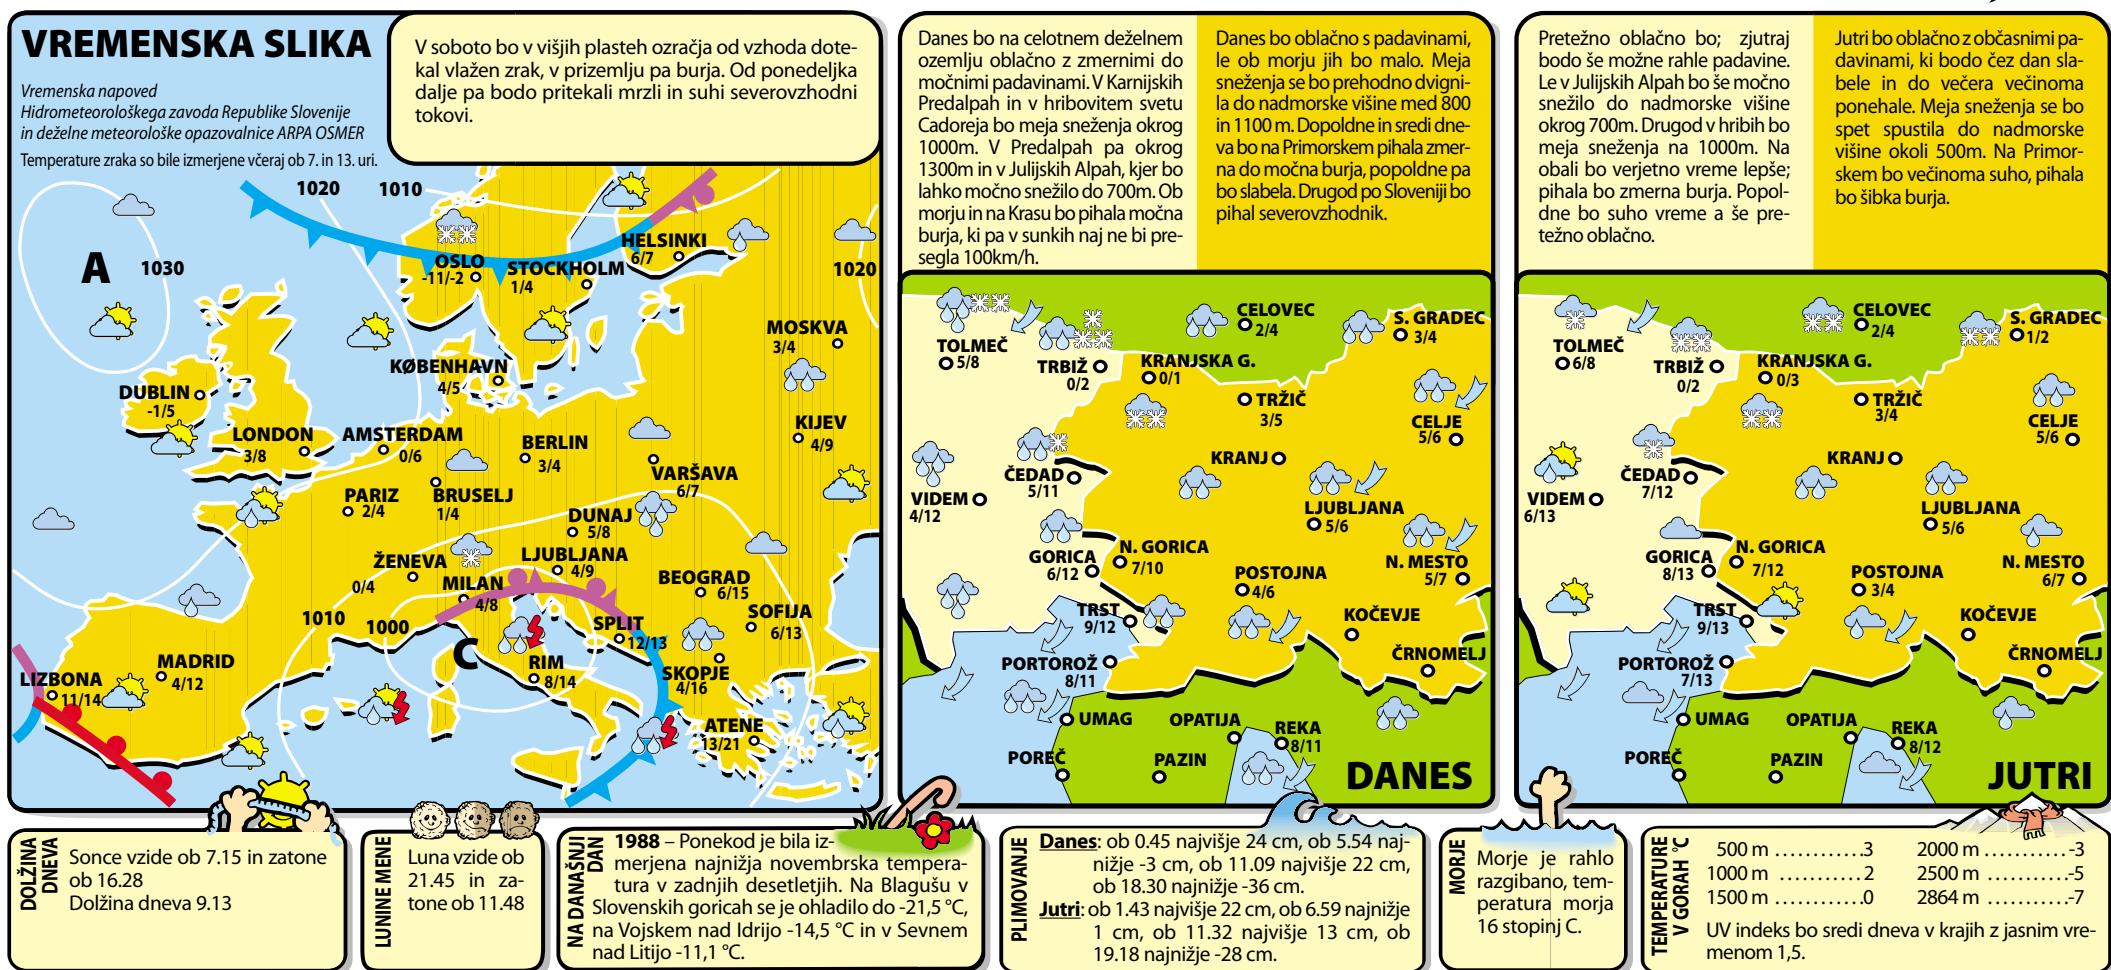 VREMENSKA SLIKA
Vremenska napoved
Hidrometeorološkega zavoda Republike Slovenije
in deželne meteorološke opazovalnice ARPA OSMER
Temperature zraka so bile izmerjene včeraj ob 7. in 13. uri.
V soboto bo v višjih plasteh ozračja od vzhoda dote-
kal vlažen zrak, v prizemlju pa burja. Od ponedeljka
dalje pa bodo pritekali mrzli in suhi severovzhodni
tokovi.
1020
1010
A
1030
1020
HELSINKI
6/7
OSLO
-11/-2
STOCKHOLM
1/4
MOSKVA
3/4
KØBENHAVN
4/5
DUBLIN
-1/5
LONDON
3/8
AMSTERDAM
0/6
BERLIN
3/4
KIJEV
4/9
VARŠAVA
6/7
PARIZ
2/4
BRUSELJ
1/4
DUNAJ
5/8
ŽENEVA
0/4
LJUBLJANA
4/9
MILAN
4/8
BEOGRAD
6/15
SOFIJA
6/13
1010
1000
C
SPLIT
12/13
RIM
8/14
SKOPJE
4/16
MADRID
4/12
LIZBONA
11/14
ATENE
13/21
Danes bo na celotnem deželnem
ozemlju oblačno z zmernimi do
močnimi padavinami. V Karnijskih
Predalpah in v hribovitem svetu
Cadoreja bo meja sneženja okrog
1000m. V Predalpah pa okrog
1300m in v Julijskih Alpah, kjer bo
lahko močno snežilo do 700m. Ob
morju in na Krasu bo pihala močna
burja, ki pa v sunkih naj ne bi pre-
segla 100km/h.
Danes bo oblačno s padavinami,
le ob morju jih bo malo. Meja
sneženja se bo prehodno dvigni-
la do nadmorske višine med 800
in 1100 m. Dopoldne in sredi dne-
va bo na Primorskem pihala zmer-
na do močna burja, popoldne pa
bo slabela. Drugod po Sloveniji bo
pihal severovzhodnik.
CELOVEC
2/4
S. GRADEC
3/4
TOLMEČ
5/8
TRBIŽ
0/2
KRANJSKA G.
0/1
TRŽIČ
3/5
CELJE
5/6
KRANJ
ČEDAD
5/11
VIDEM
4/12
LJUBLJANA
5/6
GORICA
6/12
N. GORICA
7/10
N. MESTO
5/7
POSTOJNA
4/6
TRST
9/12
KOČEVJE
PORTOROŽ
8/11
ČRNOMELJ
UMAG
OPATIJA
REKA
8/11
POREČ
PAZIN
DANES
Pretežno oblačno bo; zjutraj
bodo še možne rahle padavine.
Le v Julijskih Alpah bo še močno
snežilo do nadmorske višine
okrog 700m. Drugod v hribih bo
meja sneženja na 1000m. Na
obali bo verjetno vreme lepše;
pihala bo zmerna burja. Popol-
dne bo suho vreme a še pre-
težno oblačno.
Jutri bo oblačno z občasnimi pa-
davinami, ki bodo čez dan sla-
bele in do večera večinoma
ponehale. Meja sneženja se bo
spet spustila do nadmorske
višine okoli 500m. Na Primor-
skem bo večinoma suho, pihala
bo šibka burja.
CELOVEC
2/4
S. GRADEC
1/2
TOLMEČ
6/8
TRBIŽ
0/2
KRANJSKA G.
0/3
TRŽIČ
3/4
CELJE
5/6
KRANJ
ČEDAD
7/12
VIDEM
6/13
LJUBLJANA
5/6
GORICA
8/13
N. GORICA
7/12
N. MESTO
6/7
POSTOJNA
3/4
TRST
9/13
KOČEVJE
PORTOROŽ
7/13
ČRNOMELJ
UMAG
OPATIJA
REKA
8/12
POREČ
PAZIN
JUTRI
DOLŽINA
DNEVA
Sonce vzide ob 7.15 in zatone
ob 16.28
Dolžina dneva 9.13
LUNINE MENE
Luna vzide ob
21.45 in za-
tone ob 11.48
NA DANAŠNJI
DAN
1988 – Ponekod je bila iz-
merjena najnižja novembrska tempera-
tura v zadnjih desetletjih. Na Blagušu v
Slovenskih goricah se je ohladilo do -21,5 °C,
na Vojskem nad Idrijo -14,5 °C in v Sevnem
nad Litijo -11,1 °C.
PLIMOVANJE
Danes: ob 0.45 najvišje 24 cm, ob 5.54 naj-
nižje -3 cm, ob 11.09 najvišje 22 cm,
ob 18.30 najnižje -36 cm.
Jutri: ob 1.43 najvišje 22 cm, ob 6.59 najnižje
1 cm, ob 11.32 najvišje 13 cm, ob
19.18 najnižje -28 cm.
MORJE
Morje je rahlo
razgibano, tem-
peratura morja
16 stopinj C.
TEMPERATURE
V GORAH °C
500 m ..............3
1000 m ............2
1500 m ............0
2000 m ...........-3
2500 m ...........-5
2864 m ...........-7
UV indeks bo sredi dneva v krajih z jasnim vre-
menom 1,5.